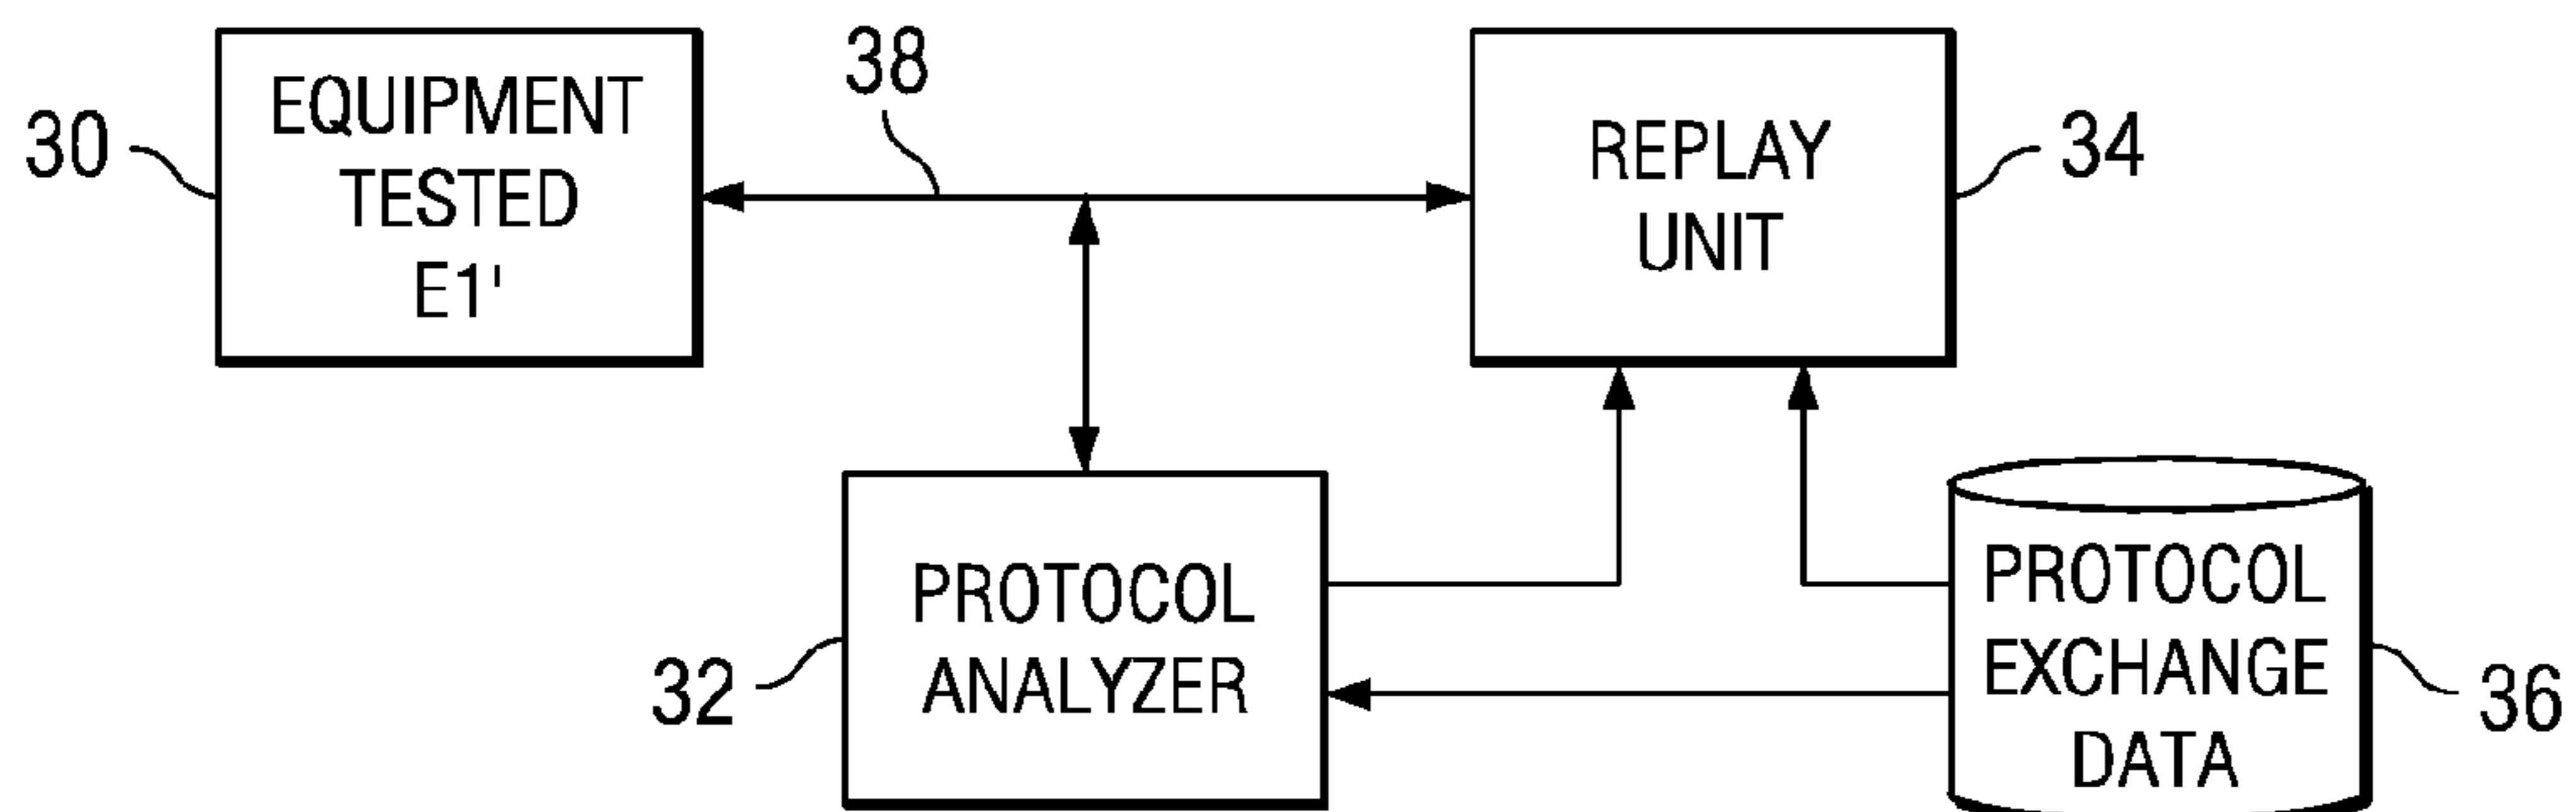 30
EQUIPMENT
TESTED
E1'
38
REPLAY
UNIT
34
32
PROTOCOL
ANALYZER
PROTOCOL
EXCHANGE
DATA
36